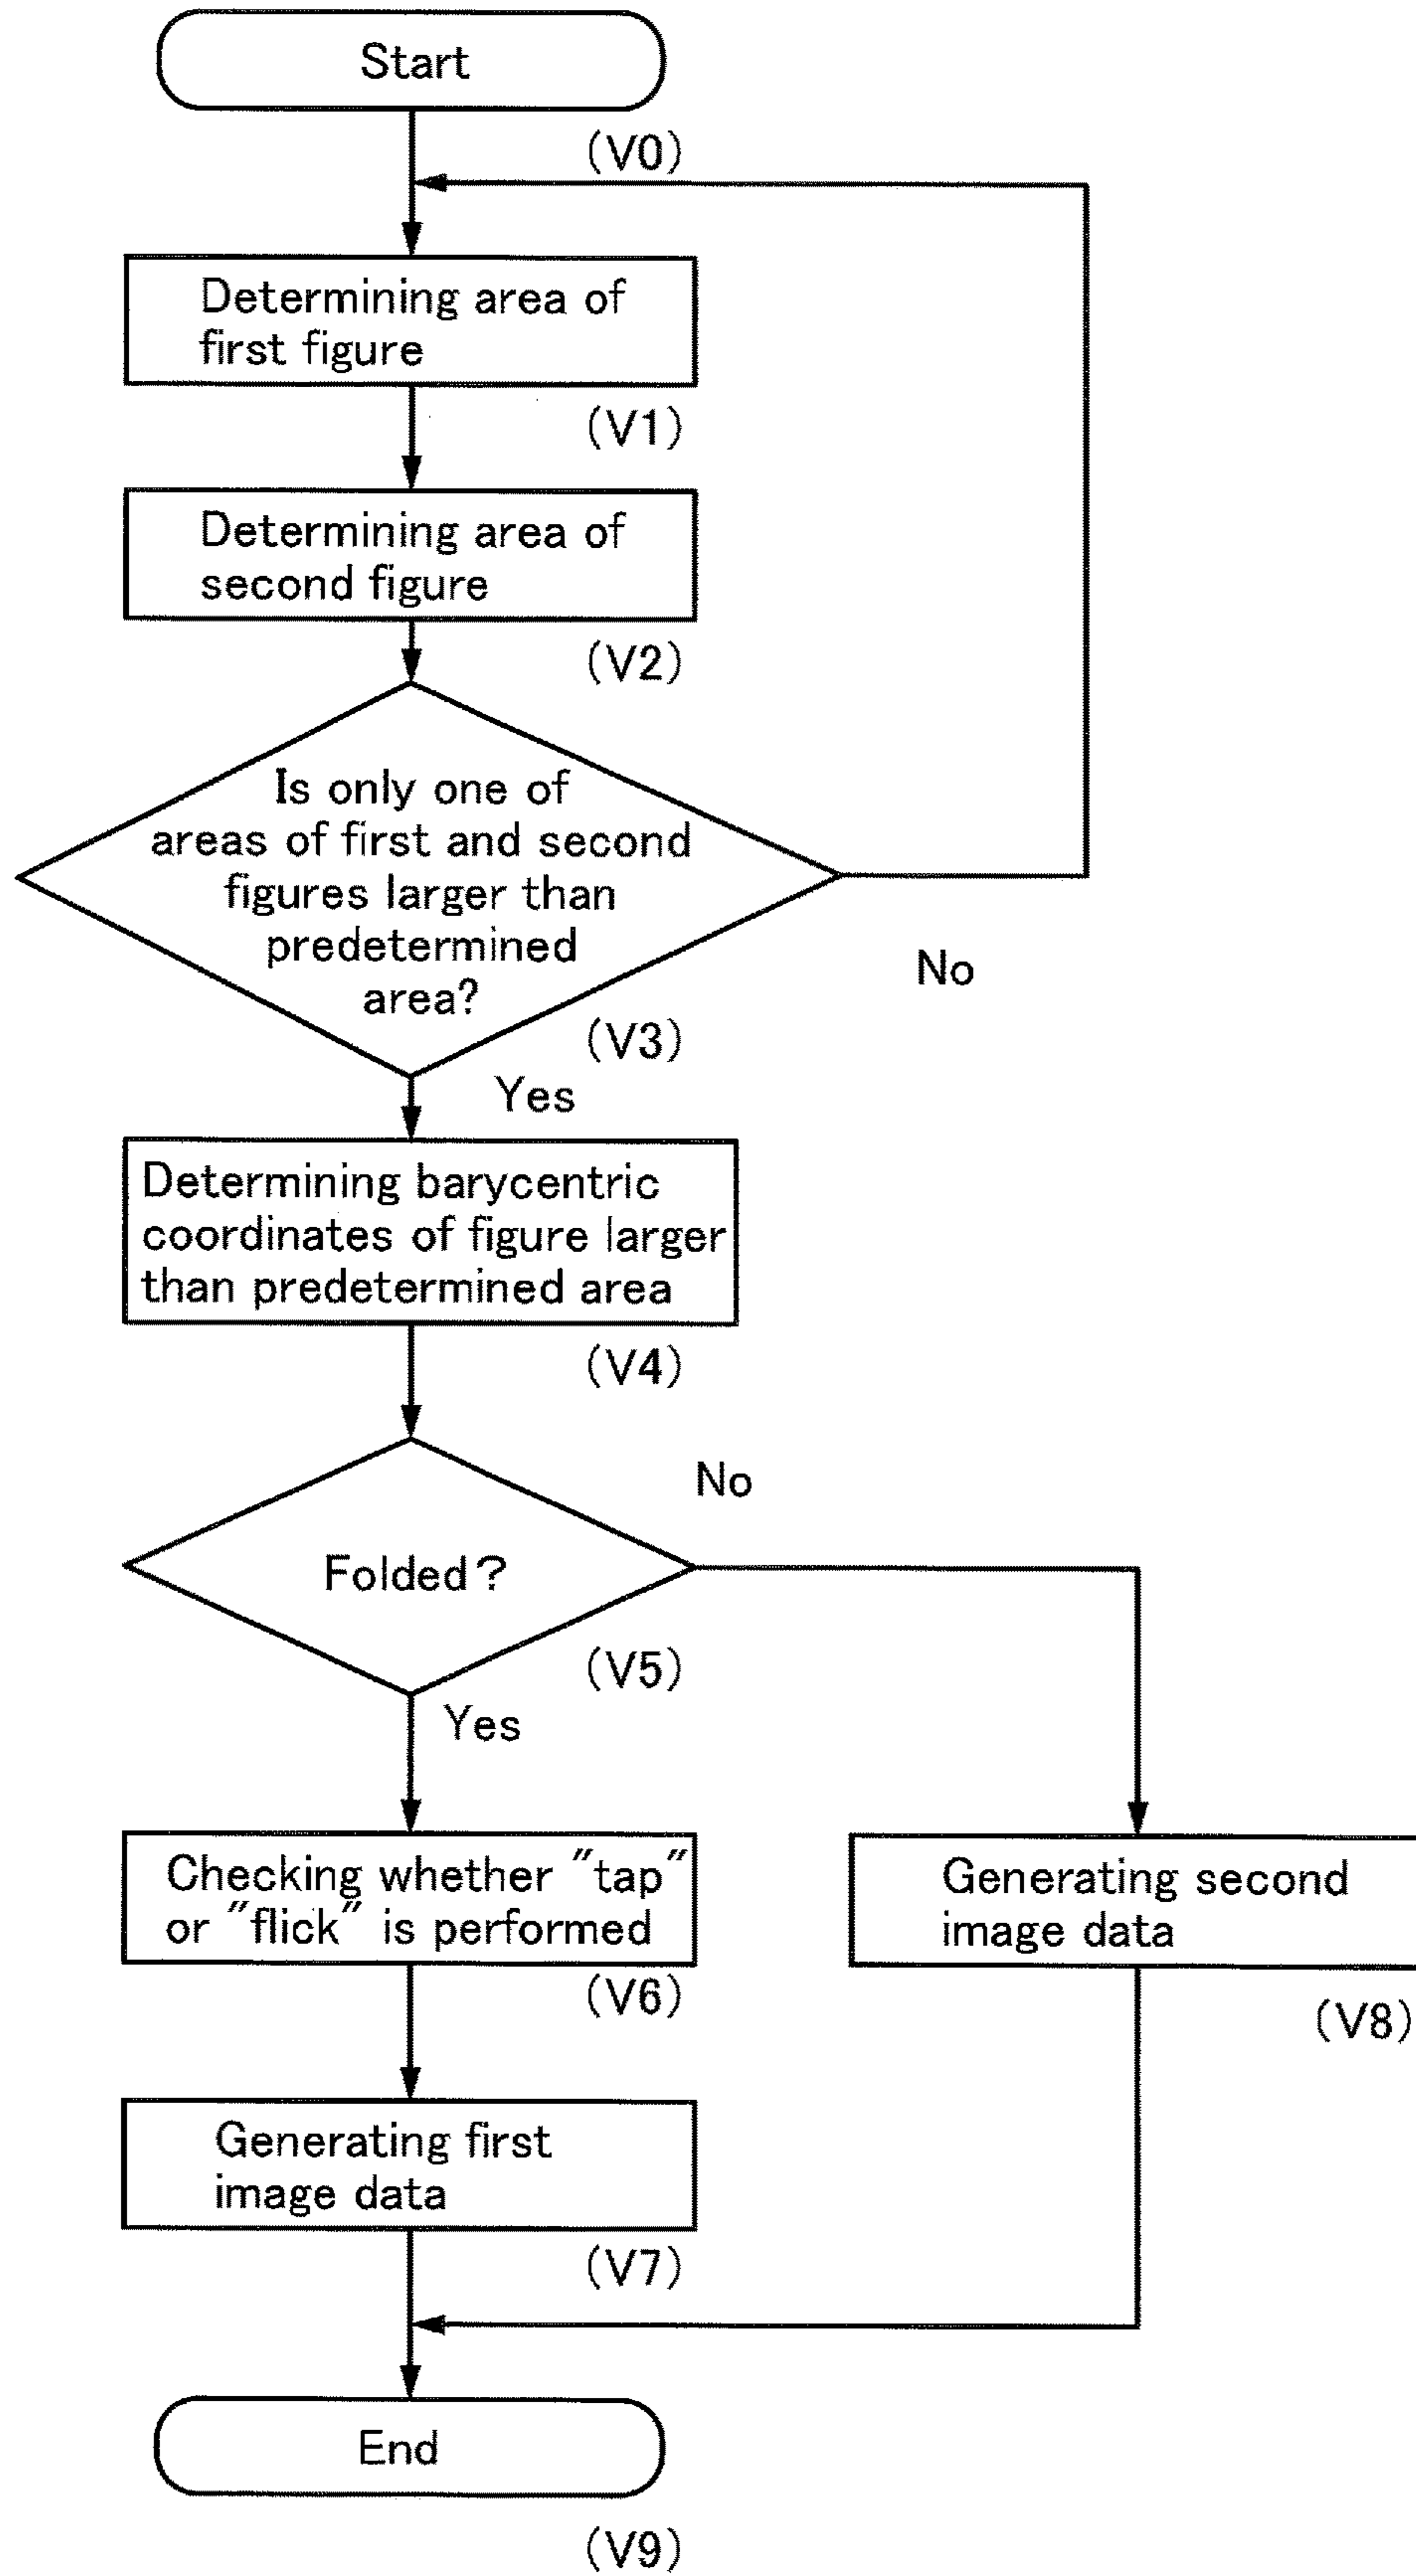 Start
(V0)
Determining area of
first figure
(V1)
Determining area of
second figure
(V2)
Is only one of
areas of first and second
figures larger than
predetermined
area?
No
(V3)
Yes
Determining barycentric
coordinates of figure larger
than predetermined area
(V4)
No
Folded?
(V5)
Yes
Checking whether "tap"
or "flick" is performed
(V6)
Generating second
image data
(V8)
Generating first
image data
(V7)
End
(V9)